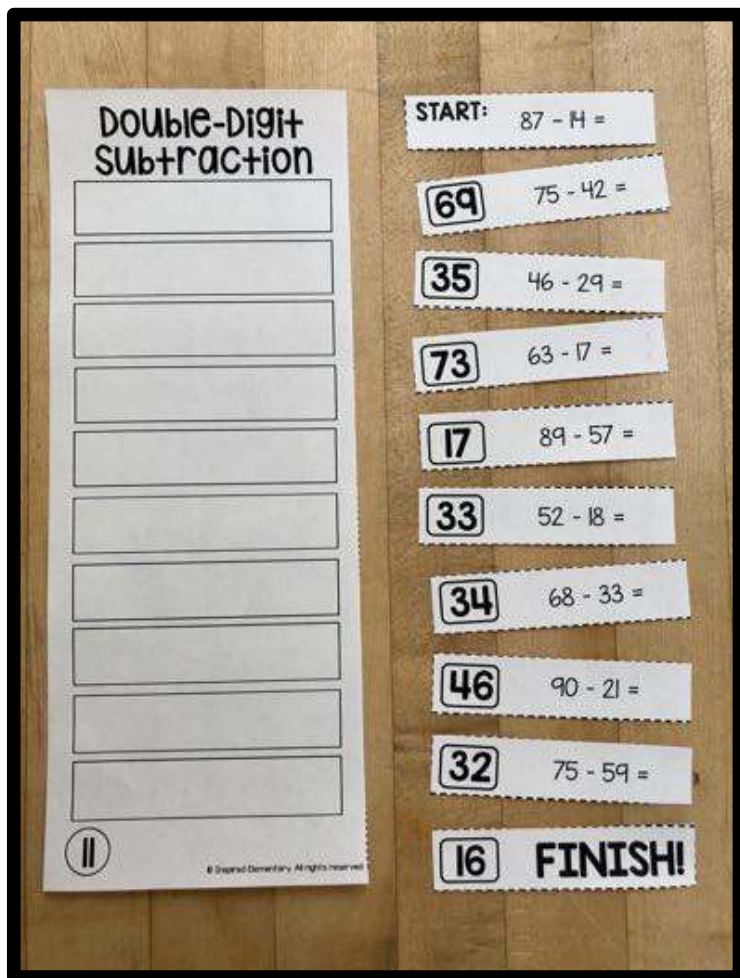 Double-Digit
Subtraction
11
© Inspired Elementary. All rights reserved
START: 87 - 14 =
69 75 - 42 =
35 46 - 29 =
73 63 - 17 =
17 89 - 57 =
33 52 - 18 =
34 68 - 33 =
46 90 - 21 =
32 75 - 59 =
16 FINISH!